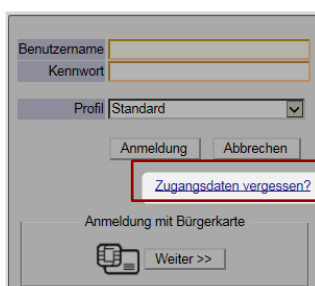 Benutzername
Kennwort
Profil Standard
Anmeldung Abbrechen
Zugangsdaten vergessen?
Anmeldung mit Bürgerkarte
Weiter >>